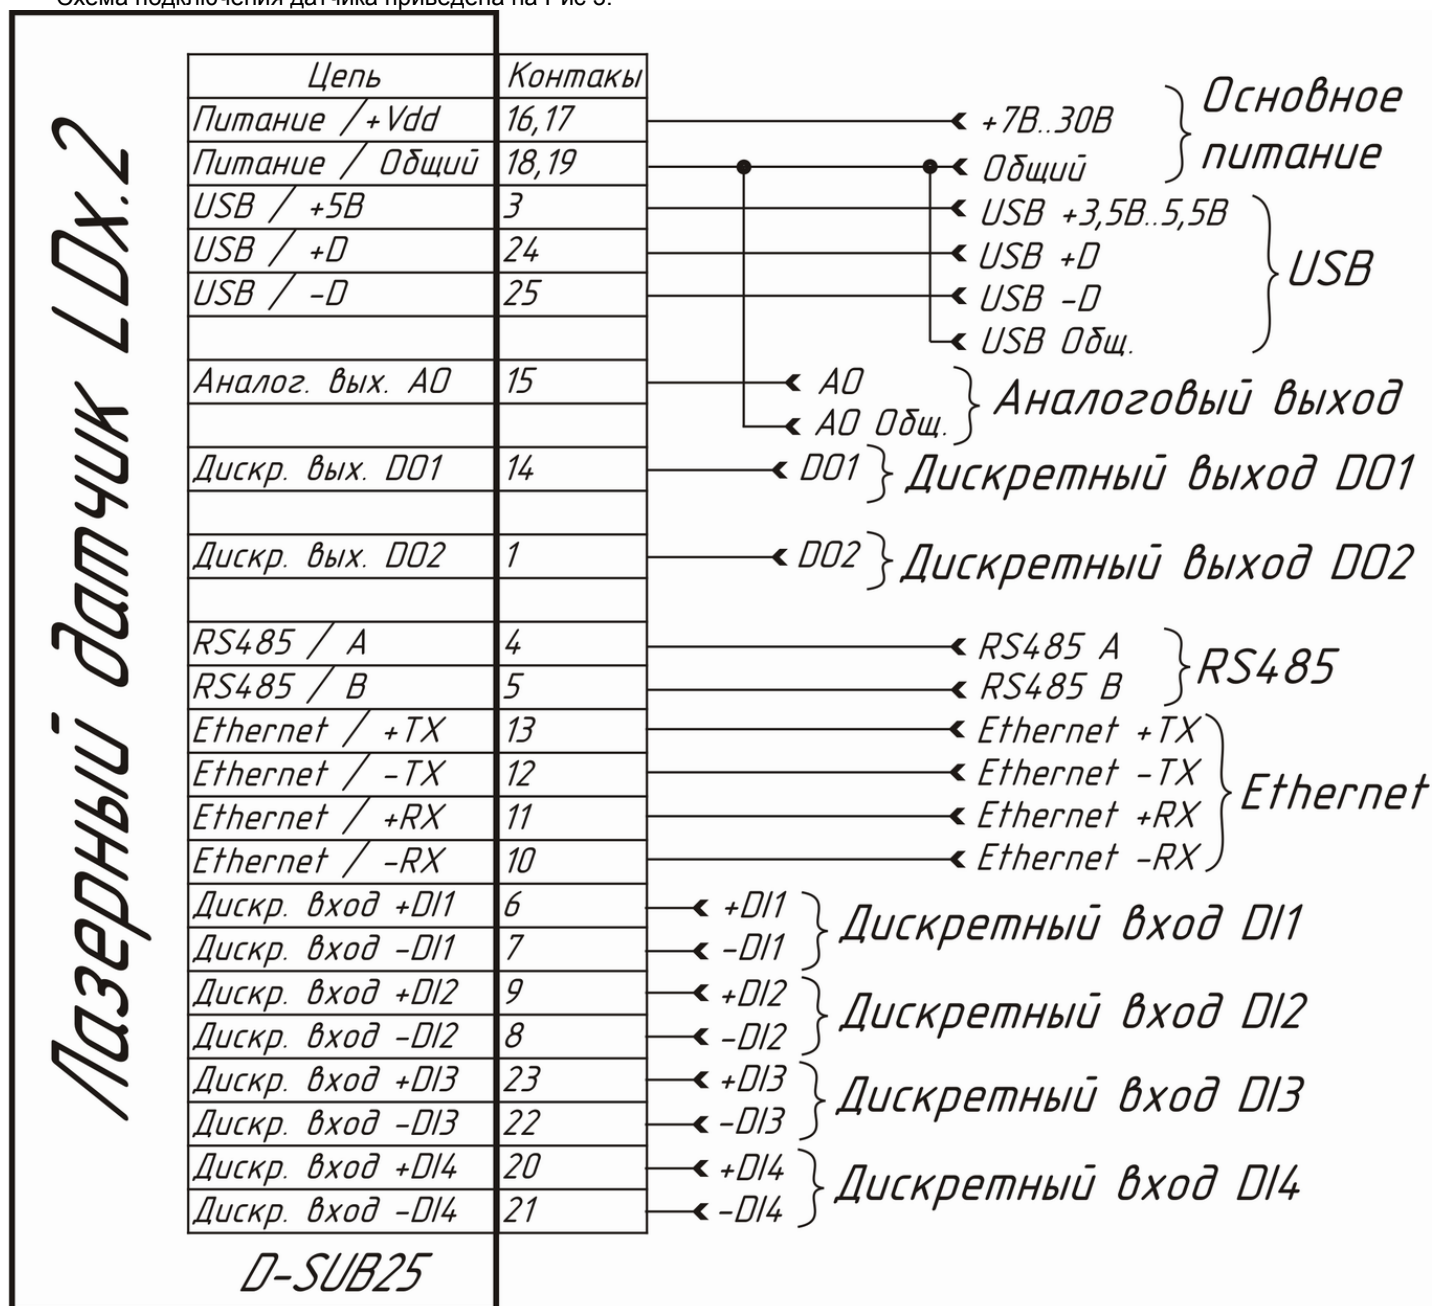 Схема подключения датчика приведена на Рис 5.
Лазерный датчик LDx.2
Цепь Контакы
Питание / +Vdd 16,17 +7В..30В
Питание / Общий 18,19 Общий
Основное
питание
USB / +5В 3 USB +3,5В..5,5В
USB / +D 24 USB +D
USB / -D 25 USB -D
USB Общ.
USB
Аналог. вых. АО 15 АО
АО Общ.
Аналоговый выход
Дискр. вых. DO1 14 DO1 Дискретный выход DO1
Дискр. вых. DO2 1 DO2 Дискретный выход DO2
RS485 / A 4 RS485 A
RS485 / B 5 RS485 B
RS485
Ethernet / +TX 13 Ethernet +TX
Ethernet / -TX 12 Ethernet -TX
Ethernet / +RX 11 Ethernet +RX
Ethernet / -RX 10 Ethernet -RX
Ethernet
Дискр. вход +DI1 6 +DI1
Дискр. вход -DI1 7 -DI1
Дискретный вход DI1
Дискр. вход +DI2 9 +DI2
Дискр. вход -DI2 8 -DI2
Дискретный вход DI2
Дискр. вход +DI3 23 +DI3
Дискр. вход -DI3 22 -DI3
Дискретный вход DI3
Дискр. вход +DI4 20 +DI4
Дискр. вход -DI4 21 -DI4
Дискретный вход DI4
D-SUB25